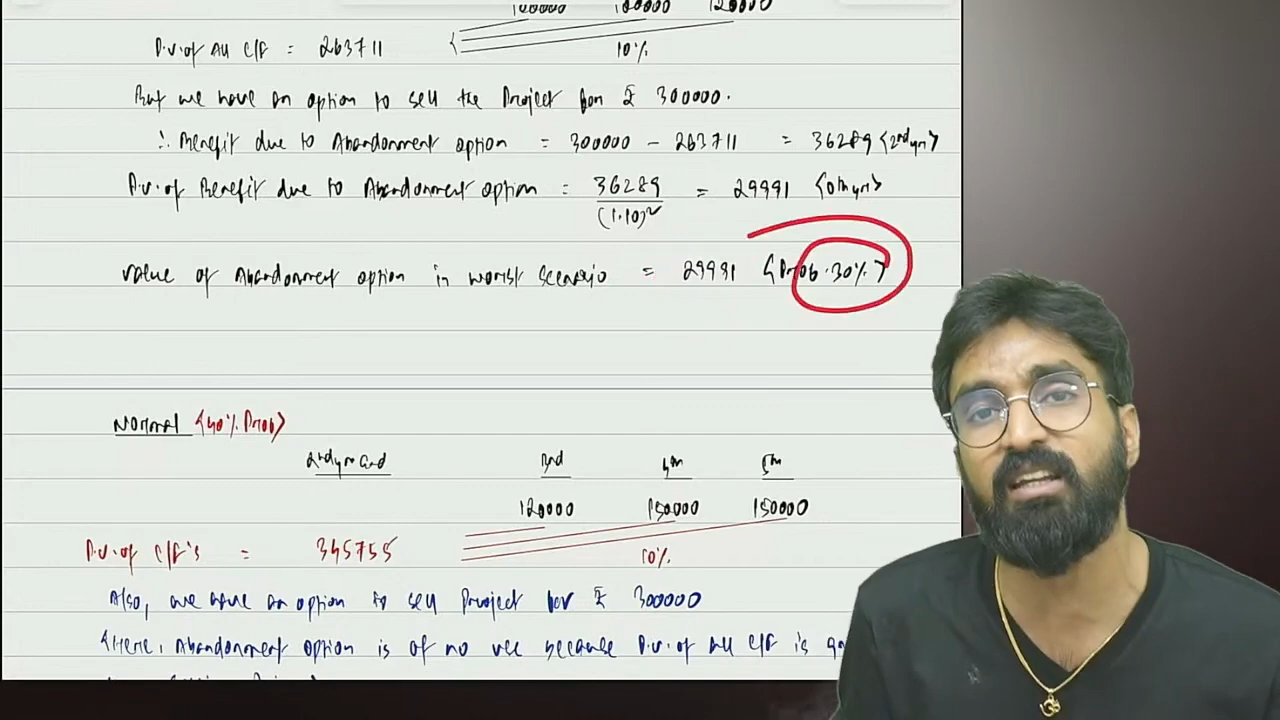 100000 100000 120000
P.V. of All C/F = 263711 10%
But we have an option to sell the Project for ₹ 300000.
∴ Benefit due to Abandonment option = 300000 - 263711 = 36289 {2nd yr}
P.V. of Benefit due to Abandonment option = 36289/(1.10)² = 29991 {0th yr}
Value of Abandonment option in worst Scenario = 29991 {Prob. 30%}
Normal {40% Prob}
2nd yr end 3rd 4th 5th
120000 150000 150000
P.V. of C/F's = 345755 10%
Also, we have an option to sell Project for ₹ 300000
{Here, Abandonment option is of no use because P.V. of All C/F is